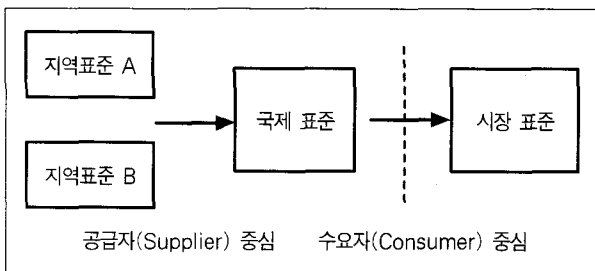 지역표준 A
지역표준 B
국제 표준
시장 표준
공급자(Supplier) 중심 수요자(Consumer) 중심